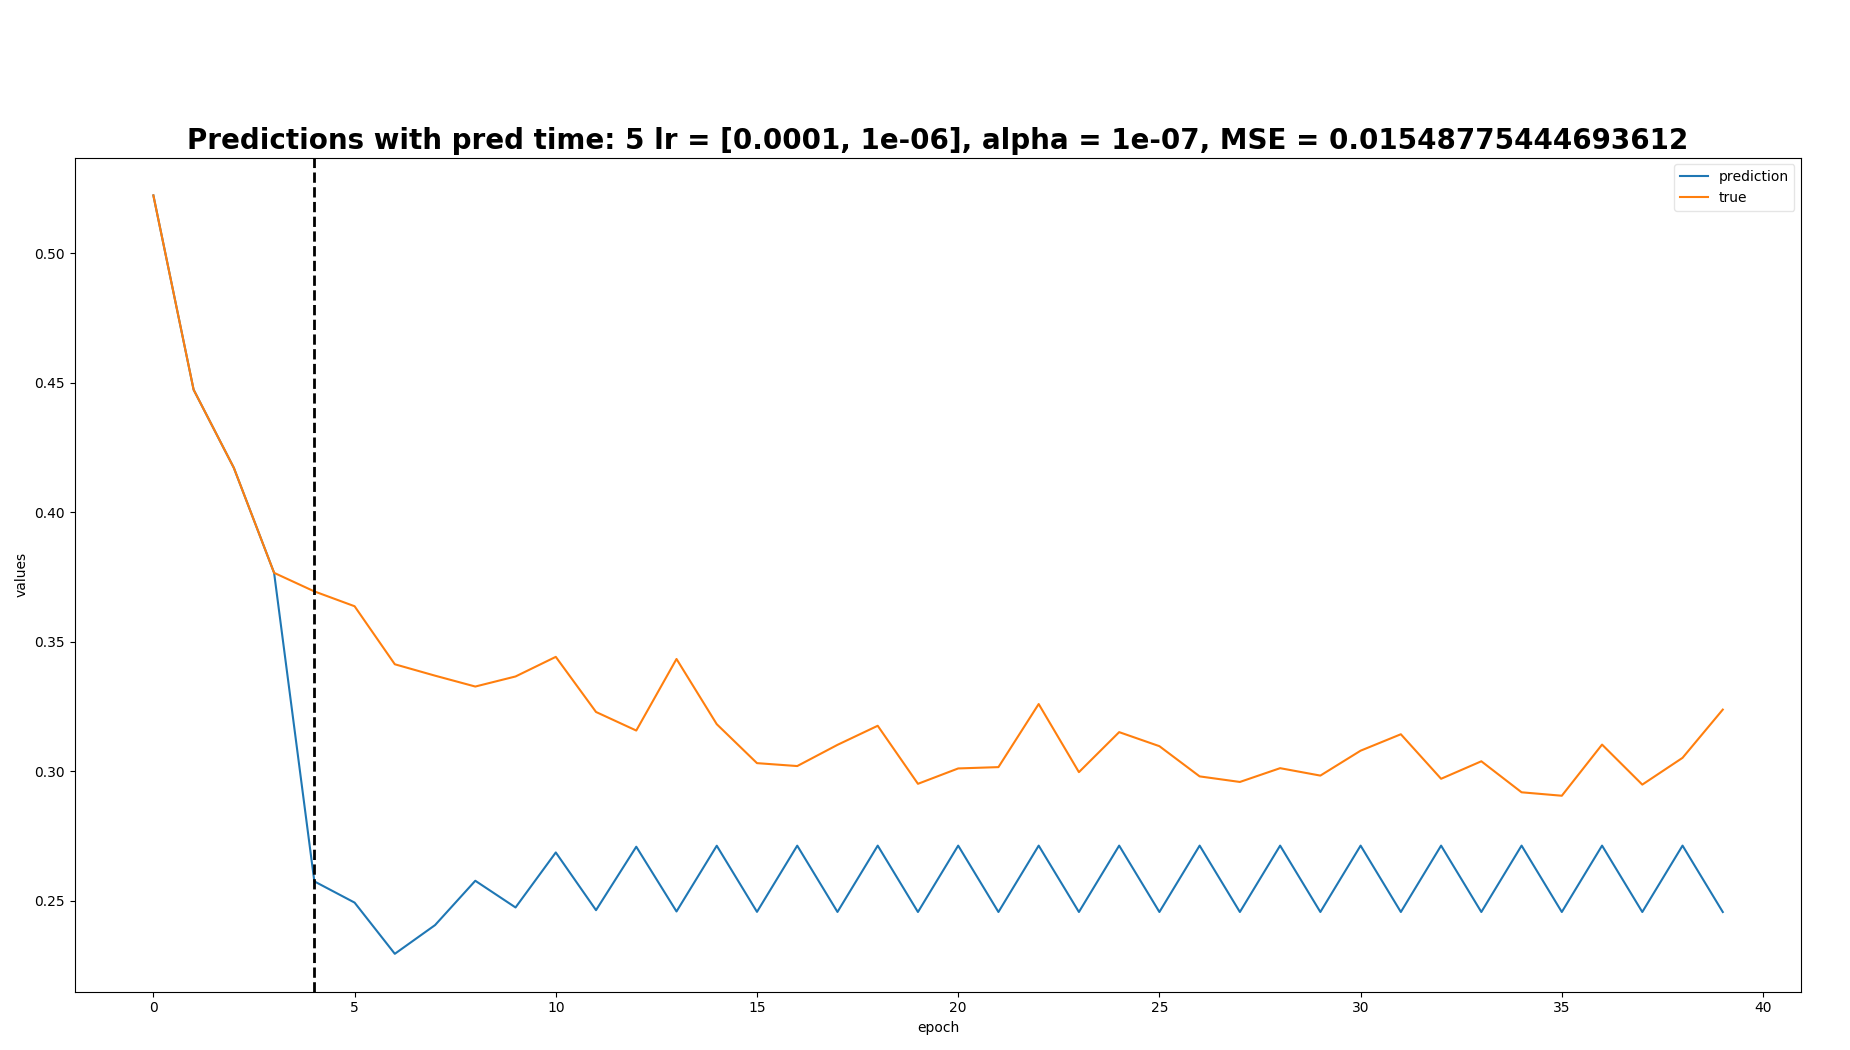 Predictions with pred time: 5 lr = [0.0001, 1e-06], alpha = 1e-07, MSE = 0.01548775444693612
prediction
true
0.50
0.45
0.40
0.35
0.30
0.25
values
0 5 10 15 20 25 30 35 40
epoch